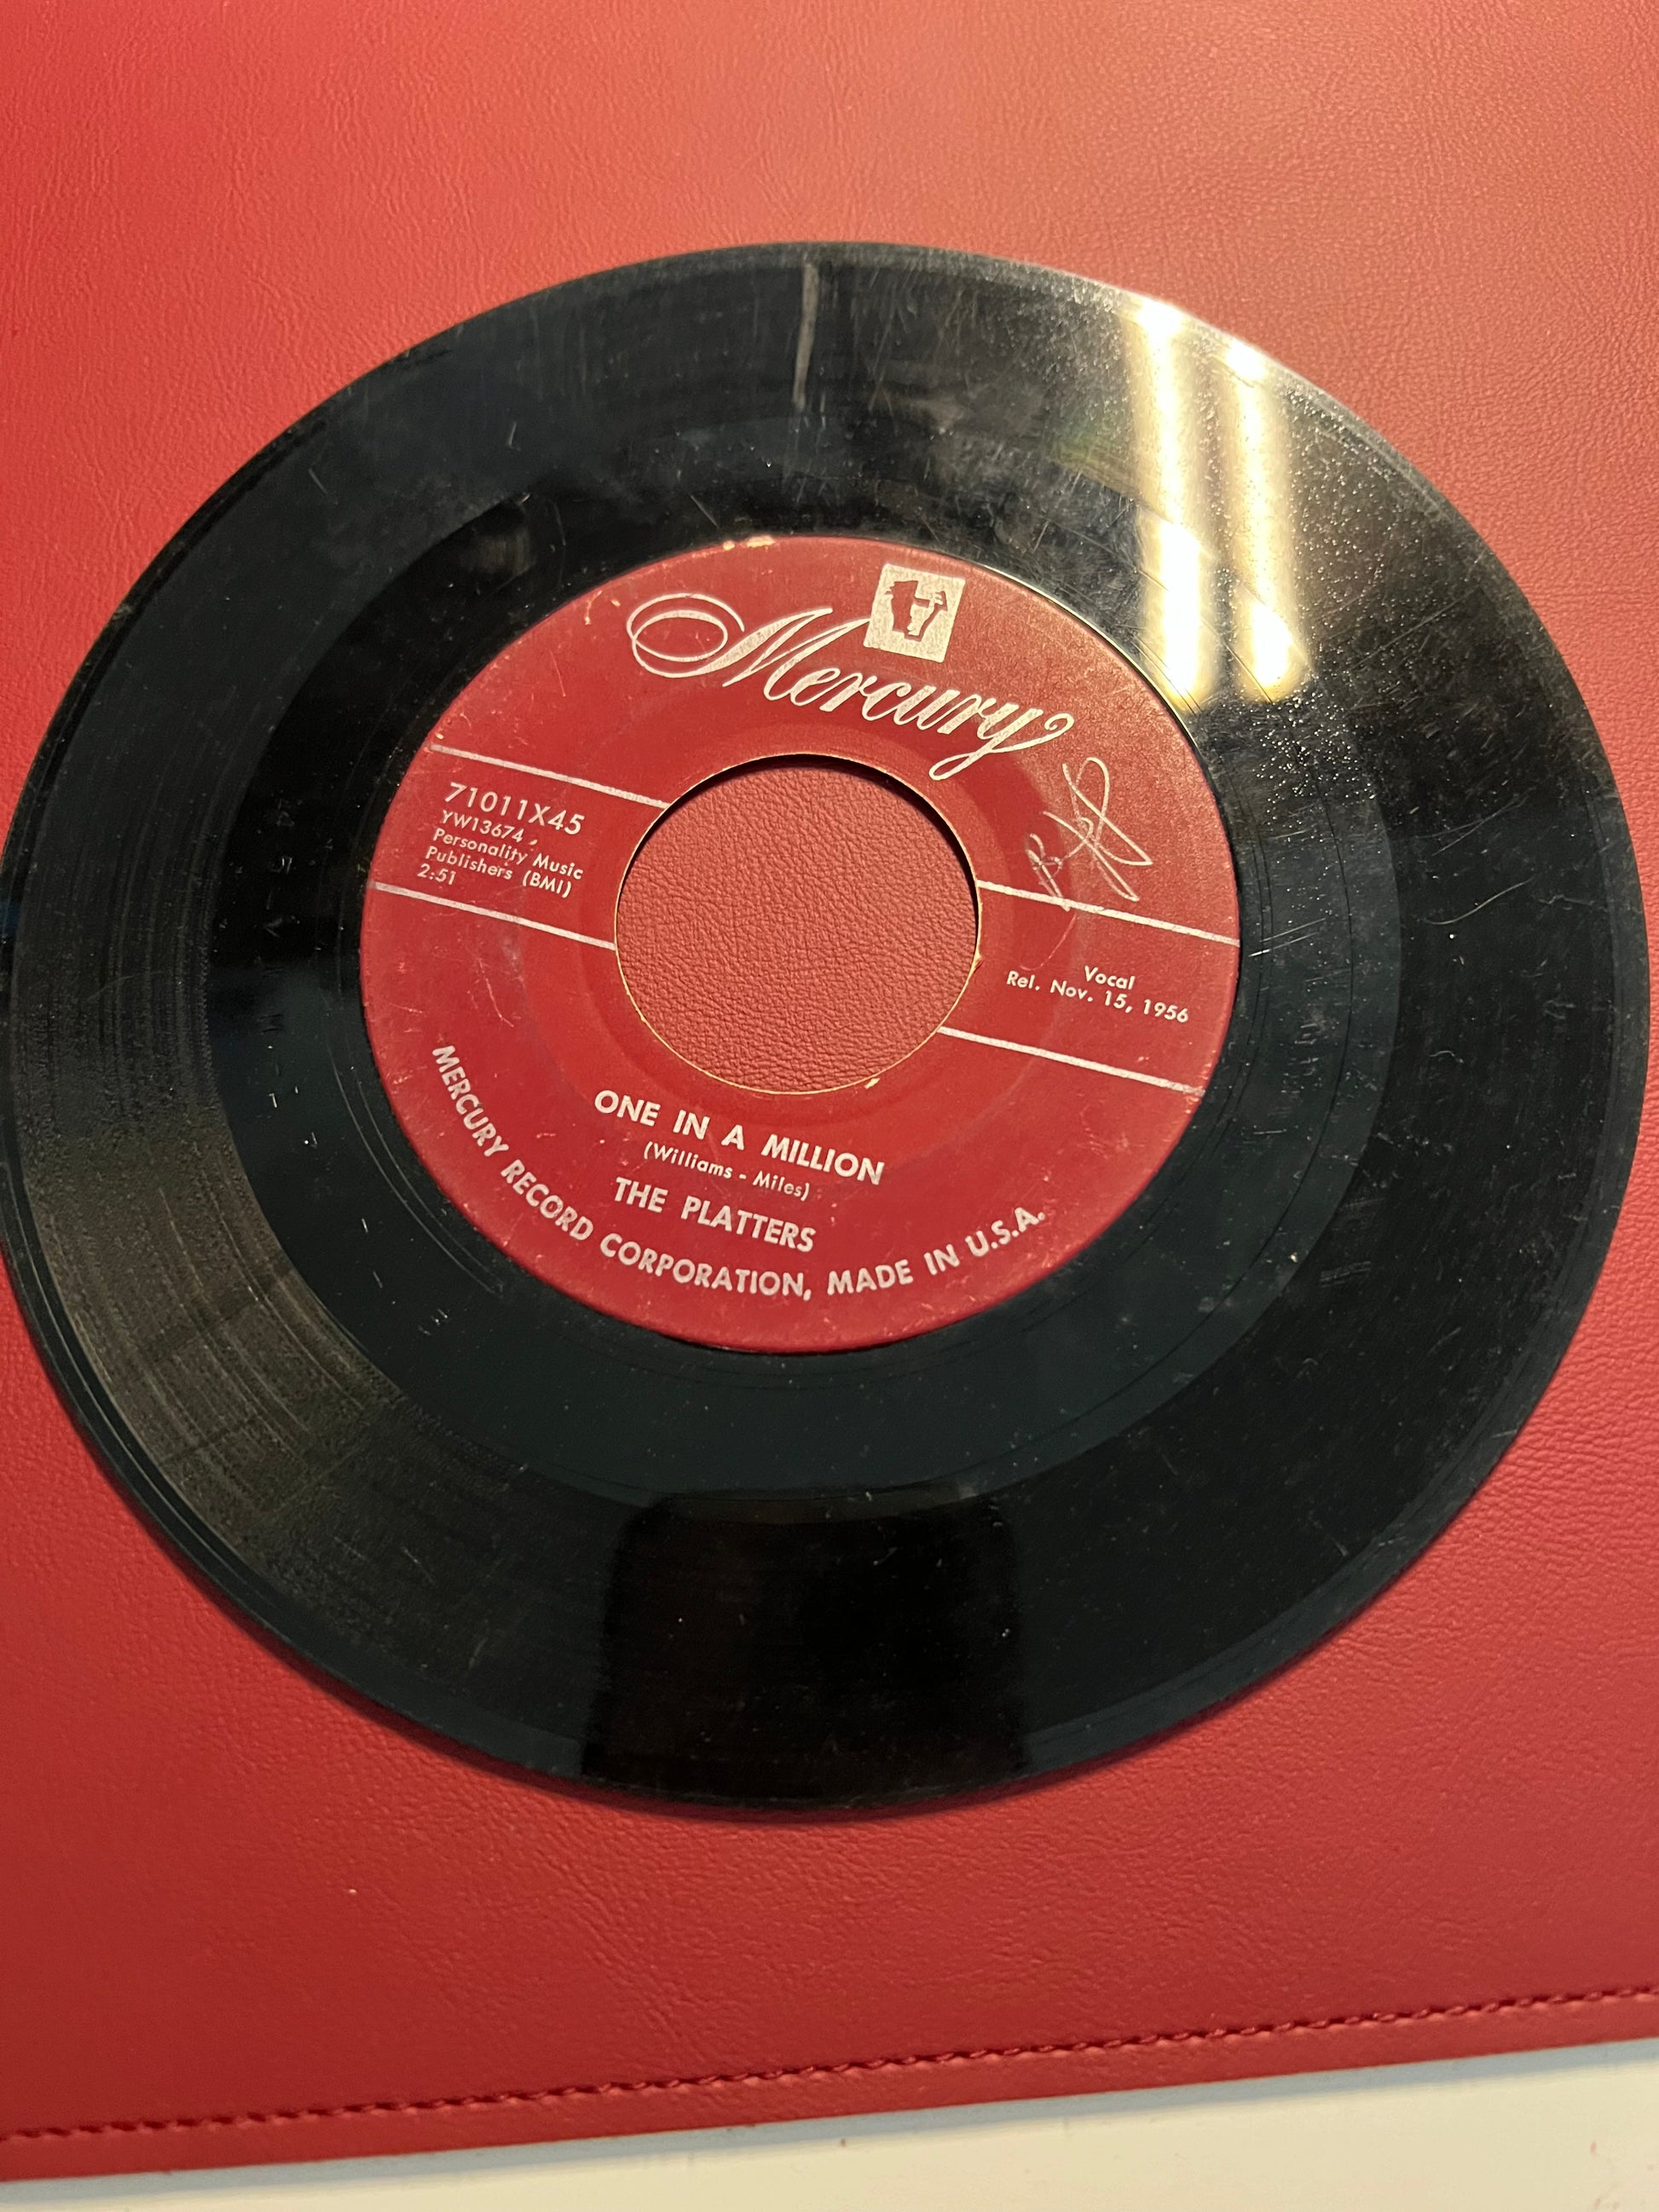 Mercury
71011X45
YW13674
Personality Music
Publishers (BMI)
2:51
Vocal
Rel. Nov. 15, 1956
ONE IN A MILLION
(Williams - Miles)
THE PLATTERS
MERCURY RECORD CORPORATION, MADE IN U.S.A.